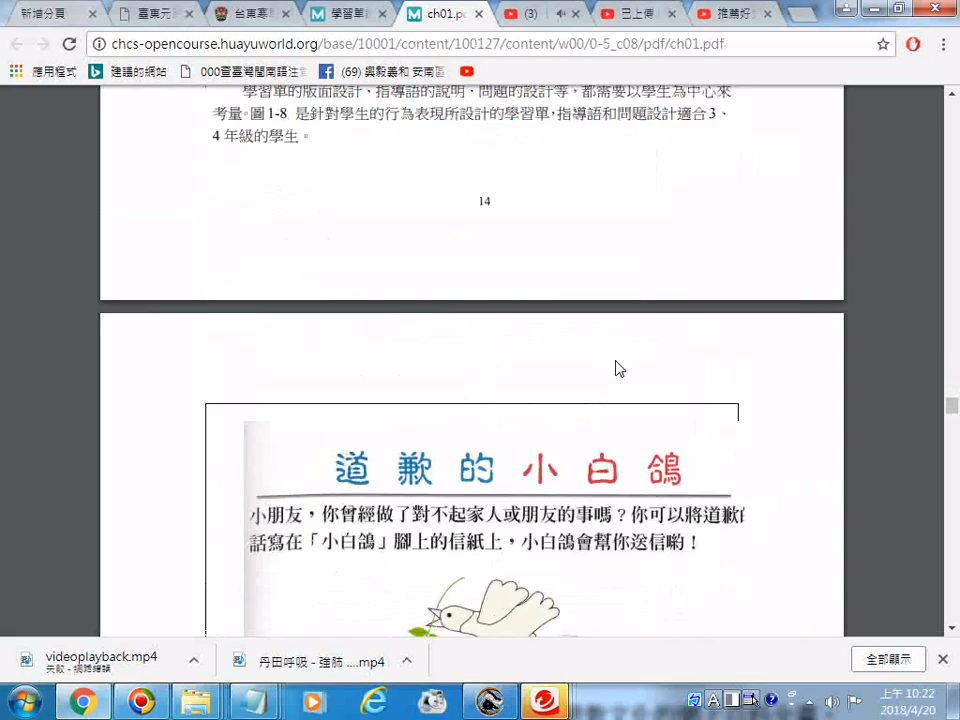 新增分頁
臺東元
台東寒
學習單
ch01.p
(3)
已上傳
推薦好
chcs-opencourse.huayuworld.org/base/10001/content/100127/content/w00/0-5_c08/pdf/ch01.pdf
應用程式 建議的網站 000查臺灣閩南語注 (69) 吳毅義和 安南區
學習單的版面設計、指導語的說明、問題的設計等，都需要以學生為中心來
考量。圖1-8 是針對學生的行為表現所設計的學習單，指導語和問題設計適合3、
4 年級的學生。
14
道歉的小白鴿
小朋友，你曾經做了對不起家人或朋友的事嗎？你可以將道歉的
話寫在「小白鴿」腳上的信紙上，小白鴿會幫你送信喲！
videoplayback.mp4
失敗 - 網路錯誤
丹田呼吸 - 強肺 ....mp4
全部顯示
上午 10:22
2018/4/20